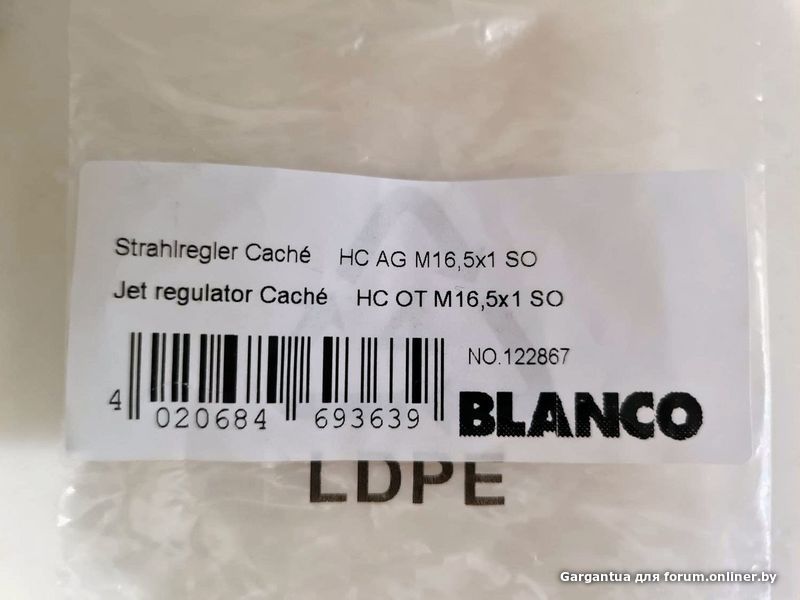 Strahlregler Caché HC AG M16,5x1 SO
Jet regulator Caché HC OT M16,5x1 SO
NO.122867
4 020684 693639
BLANCO
LDPE
Gargantua для forum.onliner.by